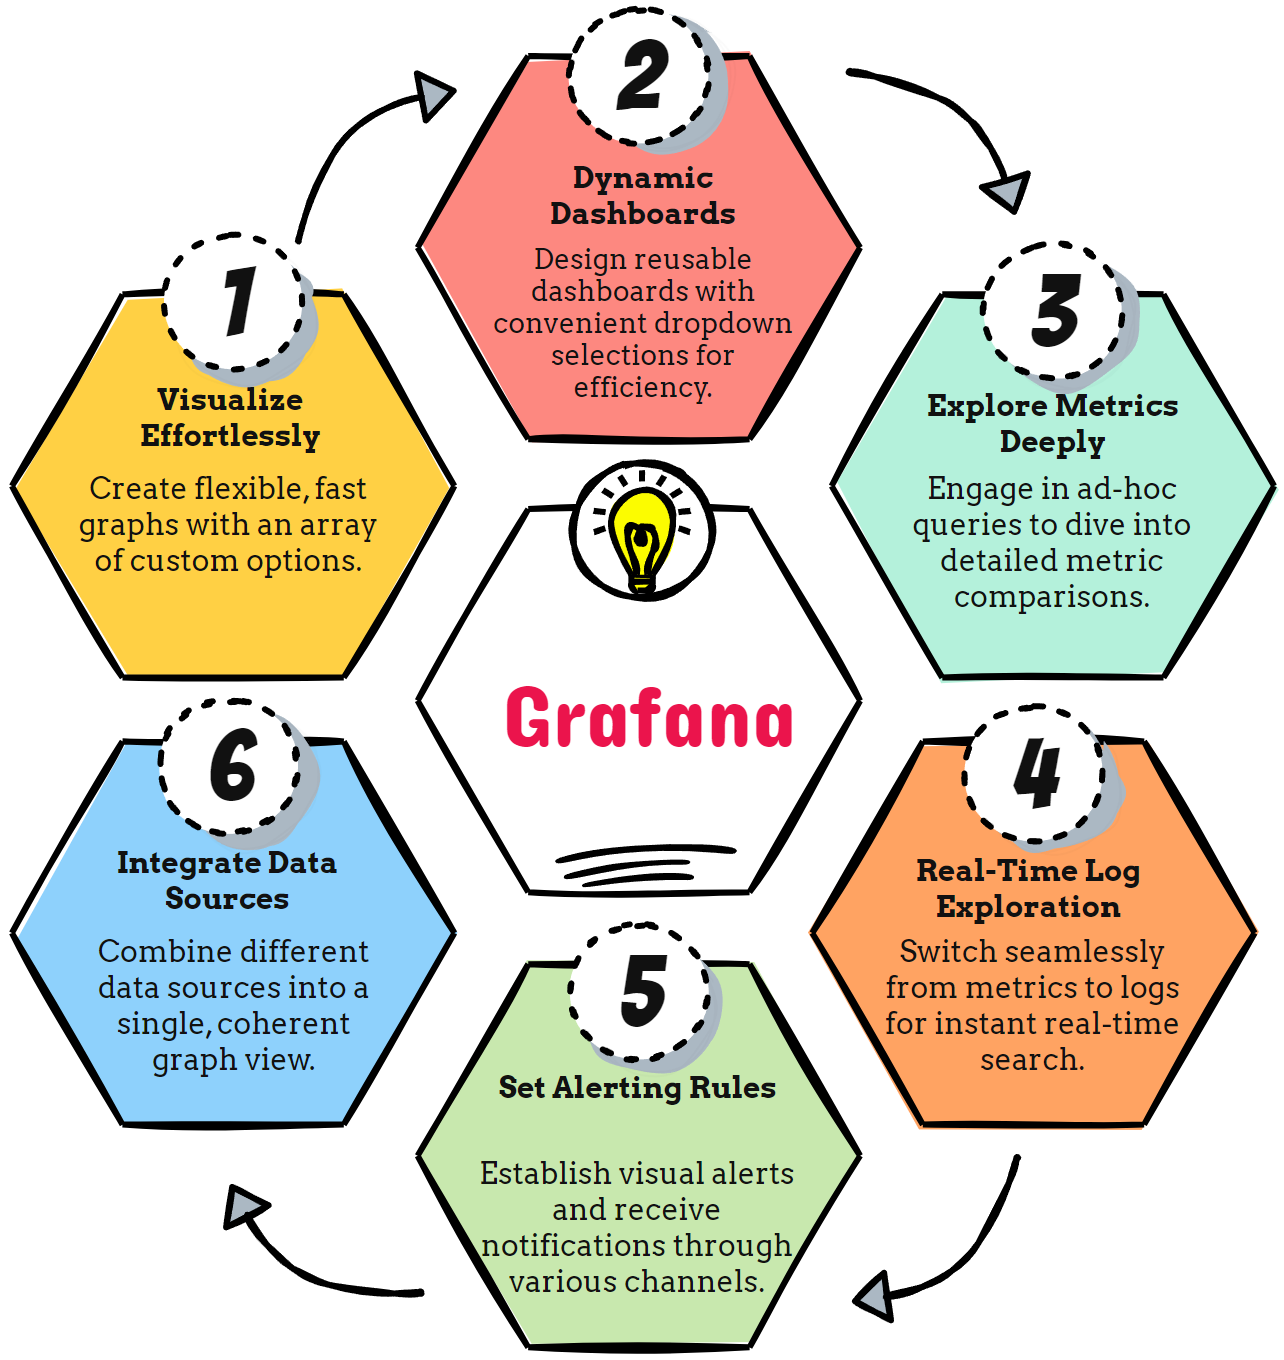 1
Visualize
Effortlessly
Create flexible, fast
graphs with an array
of custom options.
2
Dynamic
Dashboards
Design reusable
dashboards with
convenient dropdown
selections for
efficiency.
3
Explore Metrics
Deeply
Engage in ad-hoc
queries to dive into
detailed metric
comparisons.
Grafana
4
Real-Time Log
Exploration
Switch seamlessly
from metrics to logs
for instant real-time
search.
5
Set Alerting Rules
Establish visual alerts
and receive
notifications through
various channels.
6
Integrate Data
Sources
Combine different
data sources into a
single, coherent
graph view.